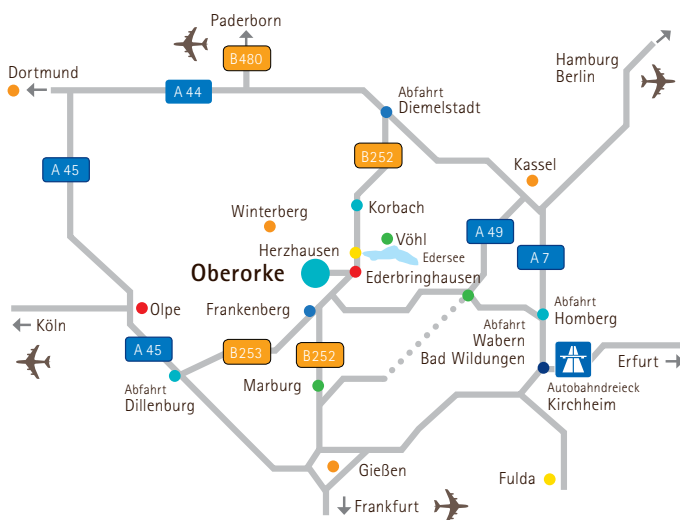 Paderborn
B480
Dortmund
Hamburg
Berlin
A 44
Abfahrt
Diemelstadt
B252
A 45
Kassel
Korbach
Winterberg
Vöhl
A 49
Herzhausen
Edersee
A 7
Oberorke
Ederbringhausen
Olpe
Frankenberg
Abfahrt
Homberg
Köln
Abfahrt
Wabern
Bad Wildungen
A 45
B253
B252
Erfurt
Marburg
Abfahrt
Dillenburg
Autobahndreieck
Kirchheim
Gießen
Fulda
Frankfurt